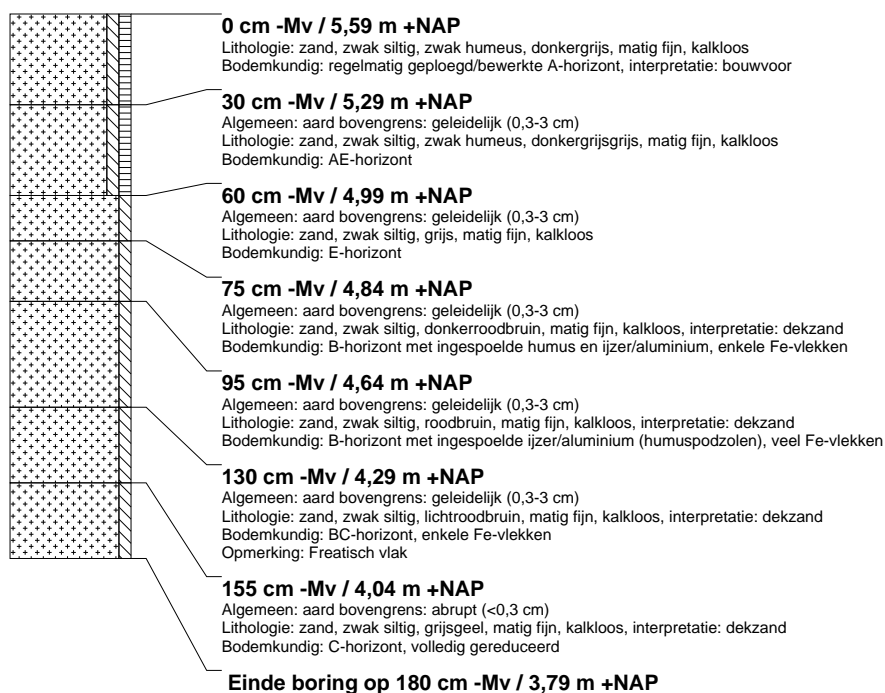 0 cm -Mv / 5,59 m +NAP
Lithologie: zand, zwak siltig, zwak humeus, donkergrijs, matig fijn, kalkloos
Bodemkundig: regelmatig geploegd/bewerkte A-horizont, interpretatie: bouwvoor
30 cm -Mv / 5,29 m +NAP
Algemeen: aard bovengrens: geleidelijk (0,3-3 cm)
Lithologie: zand, zwak siltig, zwak humeus, donkergrijsgrijs, matig fijn, kalkloos
Bodemkundig: AE-horizont
60 cm -Mv / 4,99 m +NAP
Algemeen: aard bovengrens: geleidelijk (0,3-3 cm)
Lithologie: zand, zwak siltig, grijs, matig fijn, kalkloos
Bodemkundig: E-horizont
75 cm -Mv / 4,84 m +NAP
Algemeen: aard bovengrens: geleidelijk (0,3-3 cm)
Lithologie: zand, zwak siltig, donkerroodbruin, matig fijn, kalkloos, interpretatie: dekzand
Bodemkundig: B-horizont met ingespoelde humus en ijzer/aluminium, enkele Fe-vlekken
95 cm -Mv / 4,64 m +NAP
Algemeen: aard bovengrens: geleidelijk (0,3-3 cm)
Lithologie: zand, zwak siltig, roodbruin, matig fijn, kalkloos, interpretatie: dekzand
Bodemkundig: B-horizont met ingespoelde ijzer/aluminium (humuspodzolen), veel Fe-vlekken
130 cm -Mv / 4,29 m +NAP
Algemeen: aard bovengrens: geleidelijk (0,3-3 cm)
Lithologie: zand, zwak siltig, lichtroodbruin, matig fijn, kalkloos, interpretatie: dekzand
Bodemkundig: BC-horizont, enkele Fe-vlekken
Opmerking: Freatisch vlak
155 cm -Mv / 4,04 m +NAP
Algemeen: aard bovengrens: abrupt (<0,3 cm)
Lithologie: zand, zwak siltig, grijsgeel, matig fijn, kalkloos, interpretatie: dekzand
Bodemkundig: C-horizont, volledig gereduceerd
Einde boring op 180 cm -Mv / 3,79 m +NAP